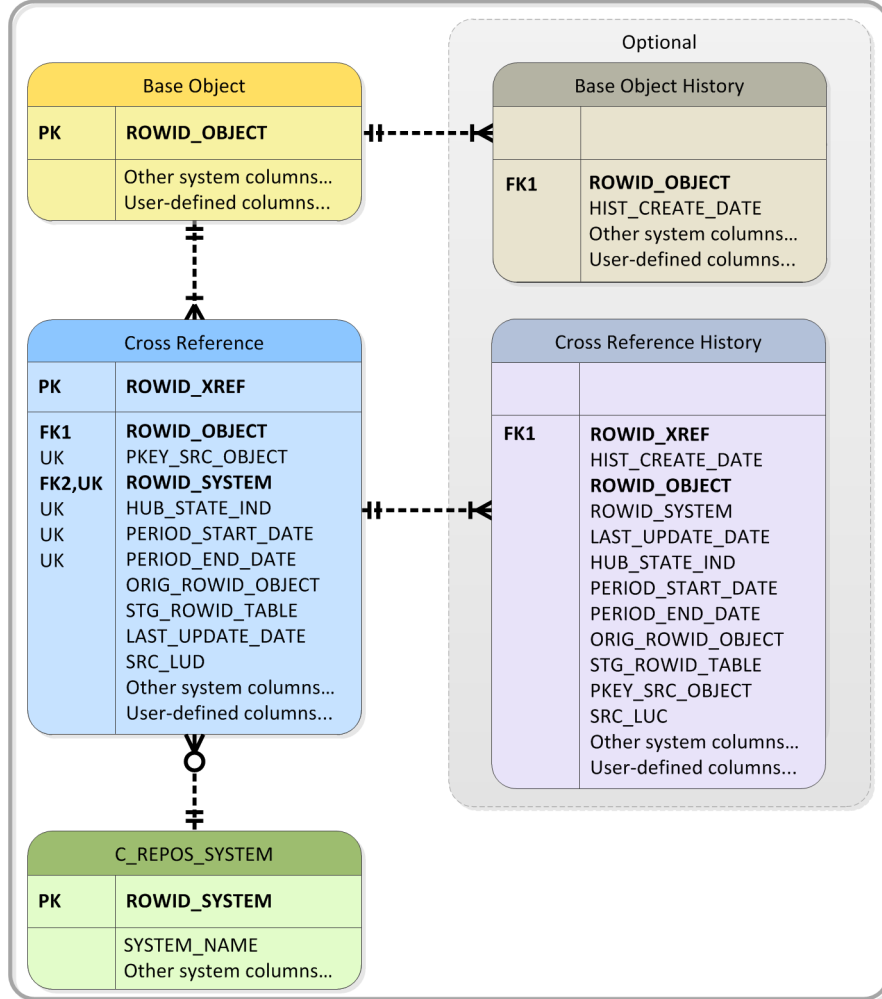 Optional
Base Object
PK ROWID_OBJECT
Other system columns...
User-defined columns...
Base Object History
FK1 ROWID_OBJECT
HIST_CREATE_DATE
Other system columns...
User-defined columns...
Cross Reference
PK ROWID_XREF
FK1 ROWID_OBJECT
UK PKEY_SRC_OBJECT
FK2,UK ROWID_SYSTEM
UK HUB_STATE_IND
UK PERIOD_START_DATE
UK PERIOD_END_DATE
ORIG_ROWID_OBJECT
STG_ROWID_TABLE
LAST_UPDATE_DATE
SRC_LUD
Other system columns...
User-defined columns...
Cross Reference History
FK1 ROWID_XREF
HIST_CREATE_DATE
ROWID_OBJECT
ROWID_SYSTEM
LAST_UPDATE_DATE
HUB_STATE_IND
PERIOD_START_DATE
PERIOD_END_DATE
ORIG_ROWID_OBJECT
STG_ROWID_TABLE
PKEY_SRC_OBJECT
SRC_LUC
Other system columns...
User-defined columns...
C_REPOS_SYSTEM
PK ROWID_SYSTEM
SYSTEM_NAME
Other system columns...